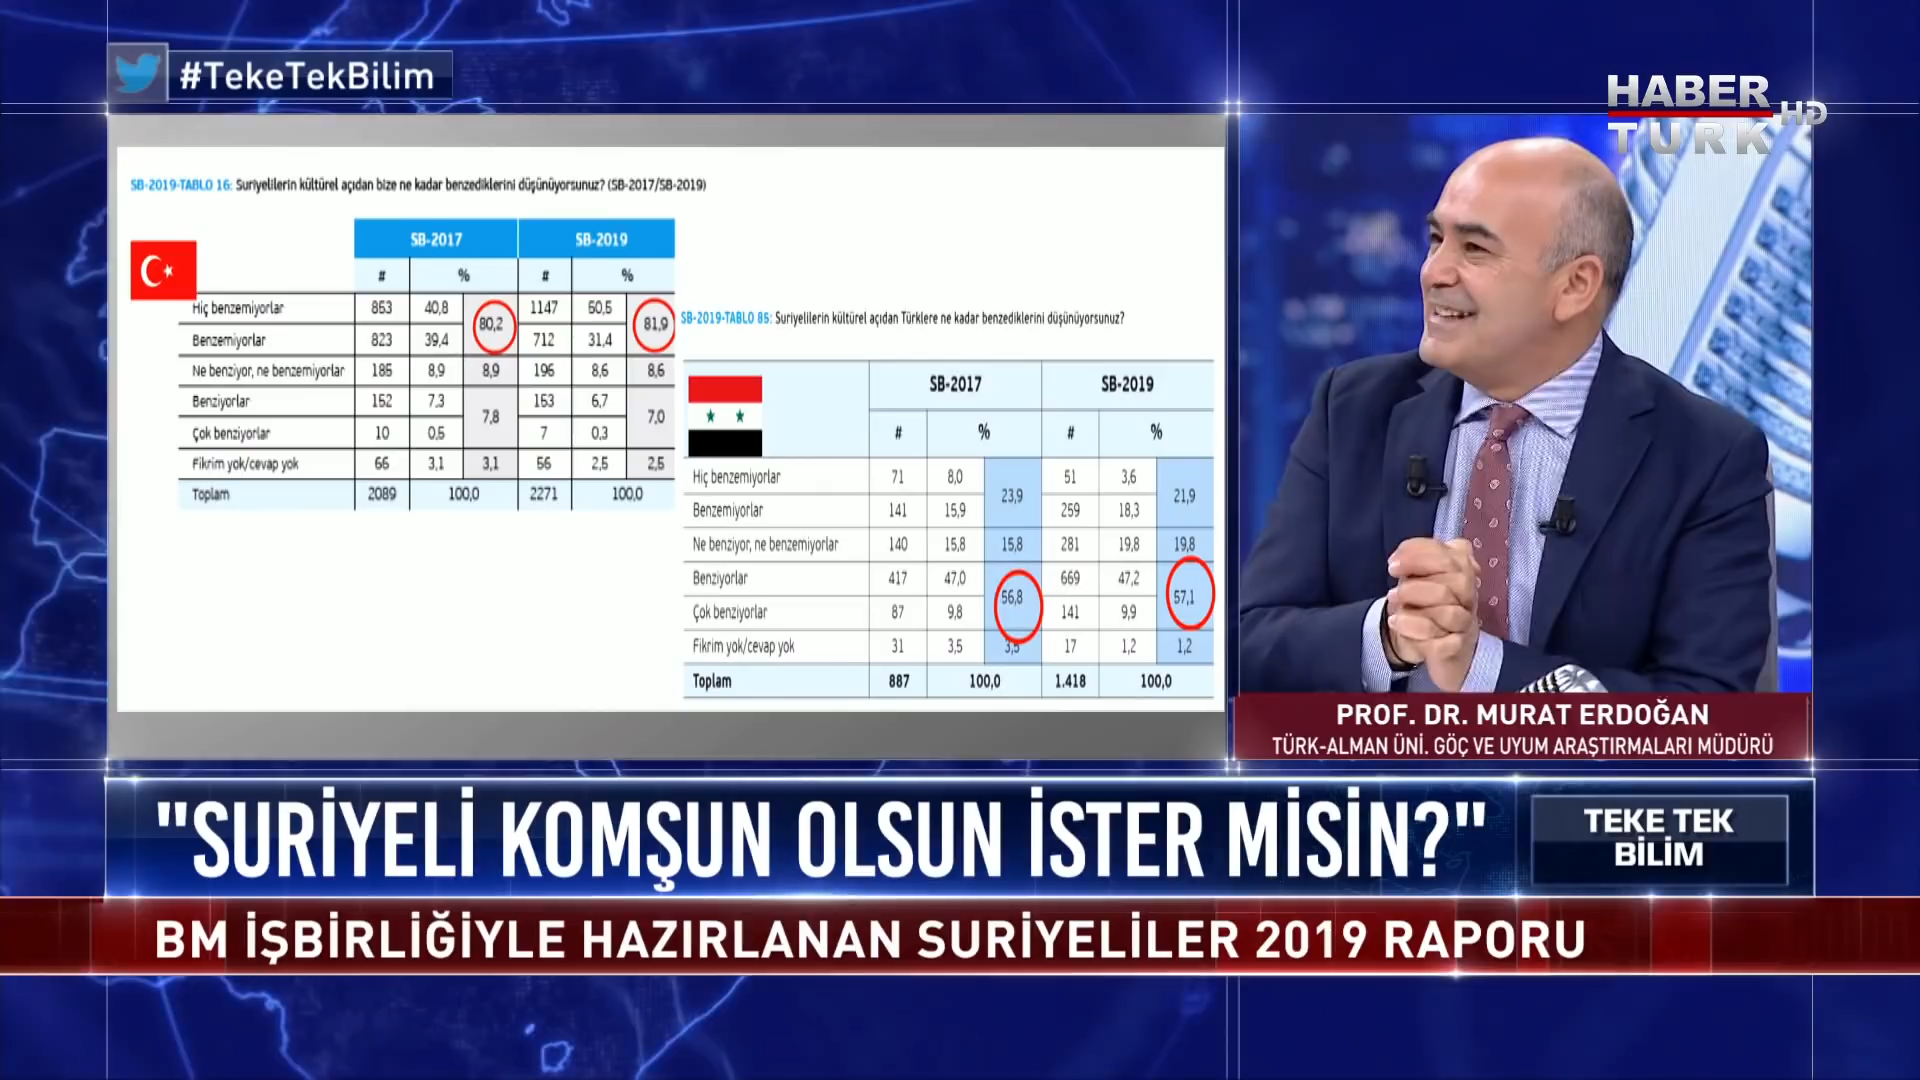 #TekeTekBilim
HABER
TURK HD
SB-2019-TABLO 16: Suriyelilerin kültürel açıdan bize ne kadar benzediklerini düşünüyorsunuz? (SB-2017/SB-2019)
SB-2017 SB-2019
# % # %
Hiç benzemiyorlar 853 40,8 80,2 1147 50,5 81,9
Benzemiyorlar 823 39,4 712 31,4
Ne benziyor, ne benzemiyorlar 185 8,9 8,9 196 8,6 8,6
Benziyorlar 152 7,3 7,8 153 6,7 7,0
Çok benziyorlar 10 0,5 7 0,3
Fikrim yok/cevap yok 66 3,1 3,1 56 2,5 2,5
Toplam 2089 100,0 2271 100,0
SB-2019-TABLO 85: Suriyelilerin kültürel açıdan Türklere ne kadar benzediklerini düşünüyorsunuz?
SB-2017 SB-2019
# % # %
Hiç benzemiyorlar 71 8,0 23,9 51 3,6 21,9
Benzemiyorlar 141 15,9 259 18,3
Ne benziyor, ne benzemiyorlar 140 15,8 15,8 281 19,8 19,8
Benziyorlar 417 47,0 56,8 669 47,2 57,1
Çok benziyorlar 87 9,8 141 9,9
Fikrim yok/cevap yok 31 3,5 3,5 17 1,2 1,2
Toplam 887 100,0 1.418 100,0
PROF. DR. MURAT ERDOĞAN
TÜRK-ALMAN ÜNİ. GÖÇ VE UYUM ARAŞTIRMALARI MÜDÜRÜ
"SURİYELİ KOMŞUN OLSUN İSTER MİSİN?"
TEKE TEK
BİLİM
BM İŞBİRLİĞİYLE HAZIRLANAN SURİYELİLER 2019 RAPORU